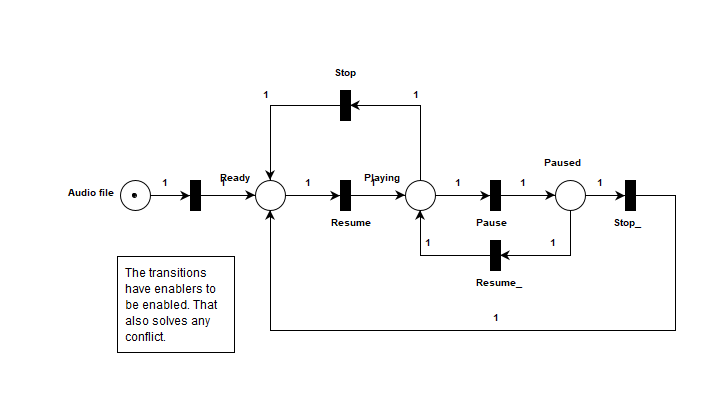 Stop
1
1
Paused
Ready
Playing
Audio file
1
1
1
1
1
1
1
Resume
Pause
Stop_
1
1
Resume_
The transitions
have enablers to
be enabled. That
also solves any
conflict.
1